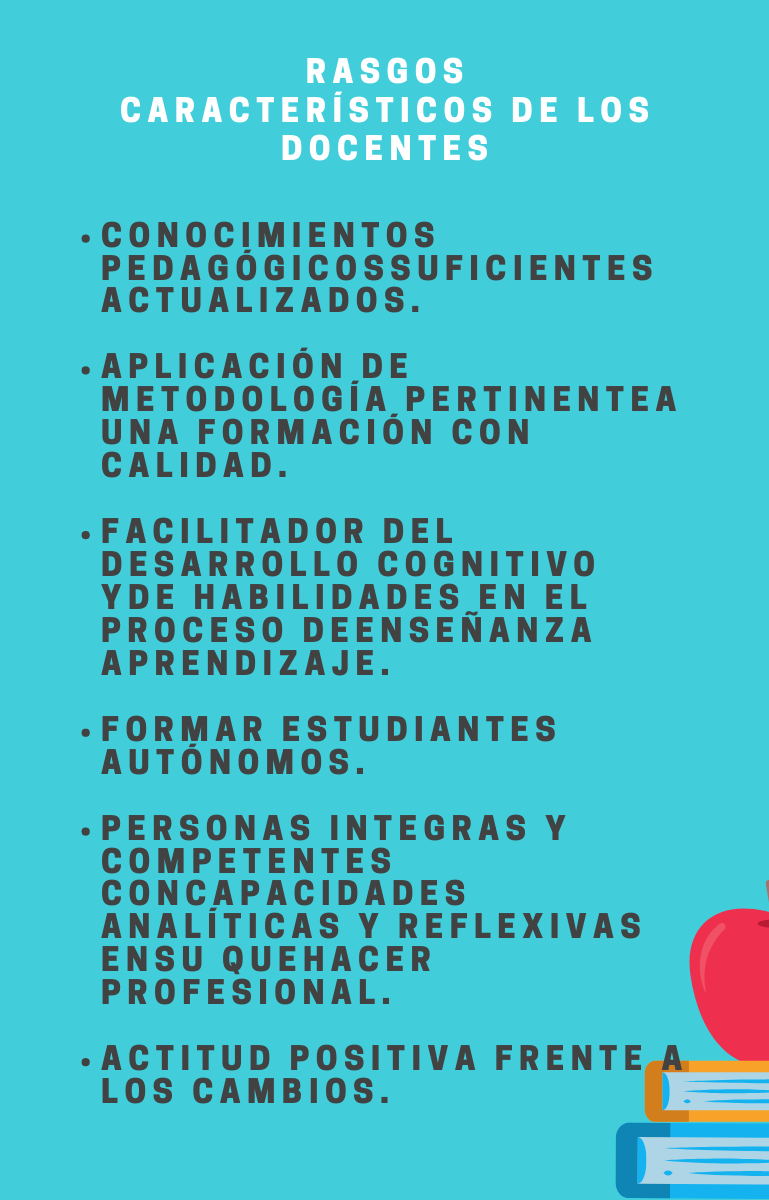 RASGOS
CARACTERÍSTICOS DE LOS
DOCENTES
• CONOCIMIENTOS
PEDAGÓGICOSSUFICIENTES
ACTUALIZADOS.
• APLICACIÓN DE
METODOLOGÍA PERTINENTEA
UNA FORMACIÓN CON
CALIDAD.
• FACILITADOR DEL
DESARROLLO COGNITIVO
YDE HABILIDADES EN EL
PROCESO DEENSEÑANZA
APRENDIZAJE.
• FORMAR ESTUDIANTES
AUTÓNOMOS.
• PERSONAS INTEGRAS Y
COMPETENTES
CONCAPACIDADES
ANALÍTICAS Y REFLEXIVAS
ENSU QUEHACER
PROFESIONAL.
• ACTITUD POSITIVA FRENTE A
LOS CAMBIOS.